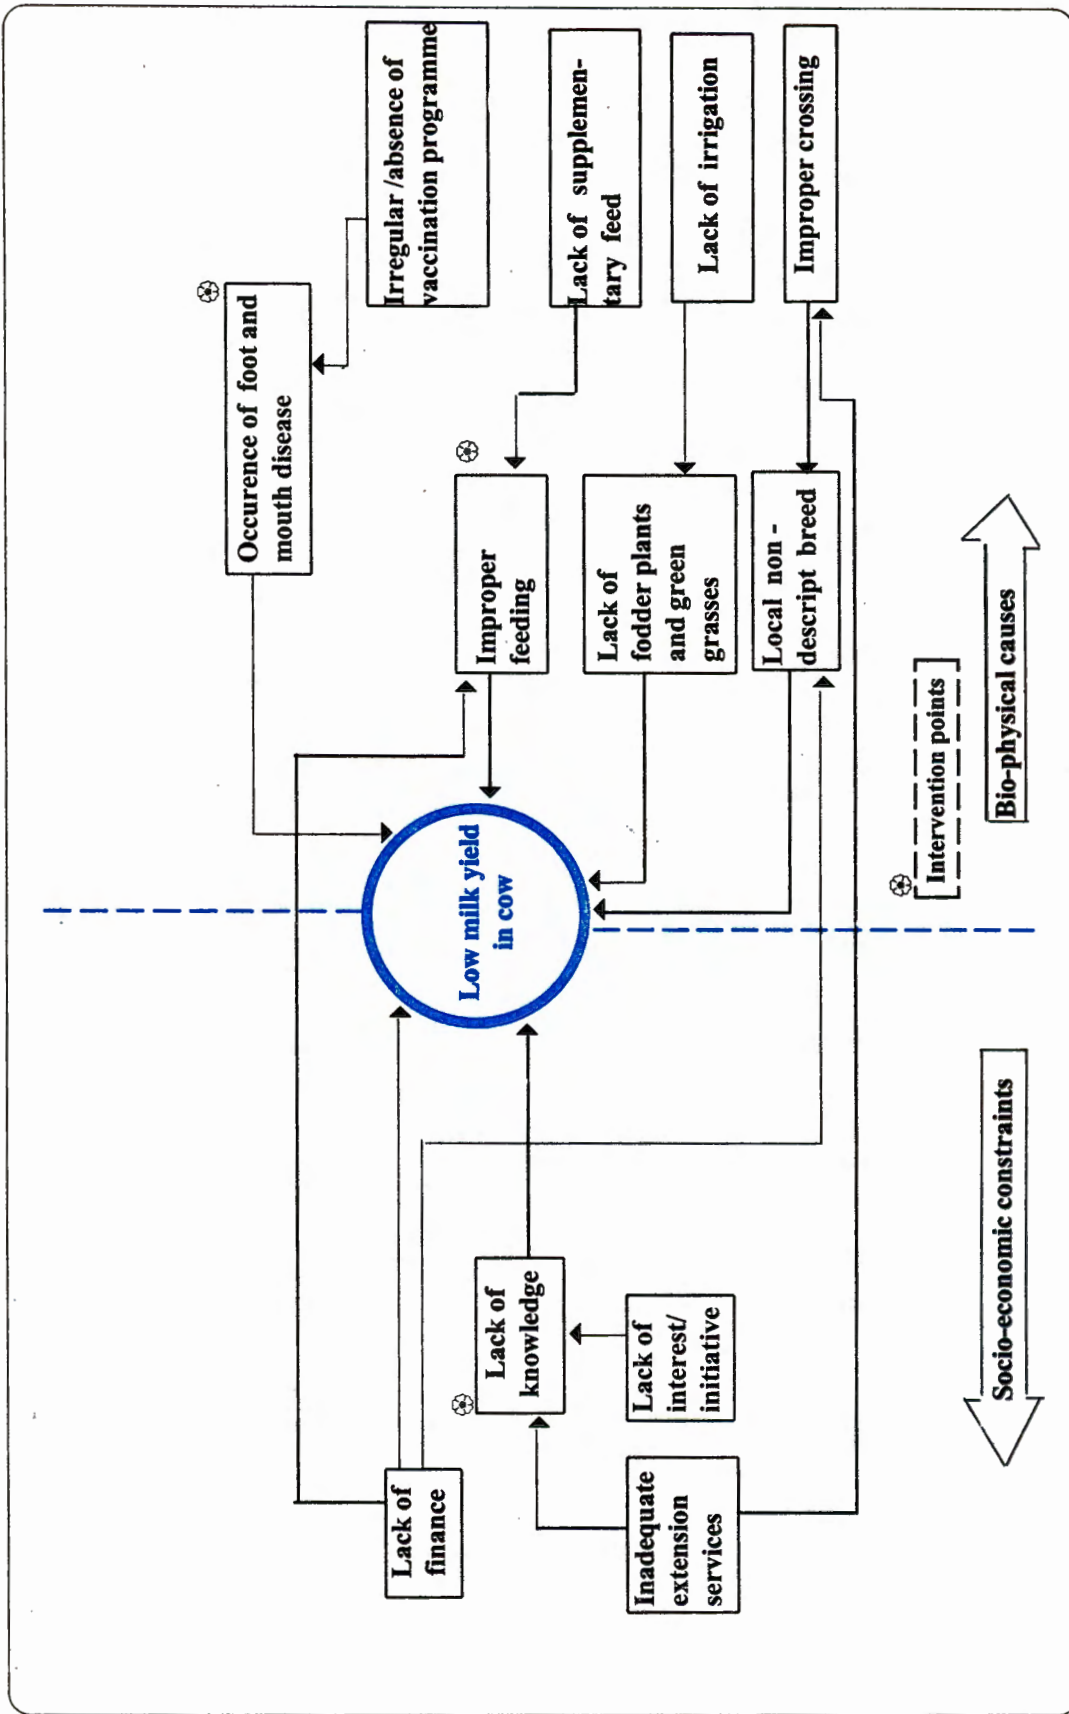 Occurence of foot and
mouth disease
Irregular /absence of
vaccination programme
Lack of
finance
Improper
feeding
Lack of supplemen-
tary feed
Low milk yield
in cow
Lack of
knowledge
Lack of
fodder plants
and green
grasses
Lack of irrigation
Inadequate
extension
services
Lack of
interest/
initiative
Local non -
descript breed
Improper crossing
Intervention points
Socio-economic constraints
Bio-physical causes